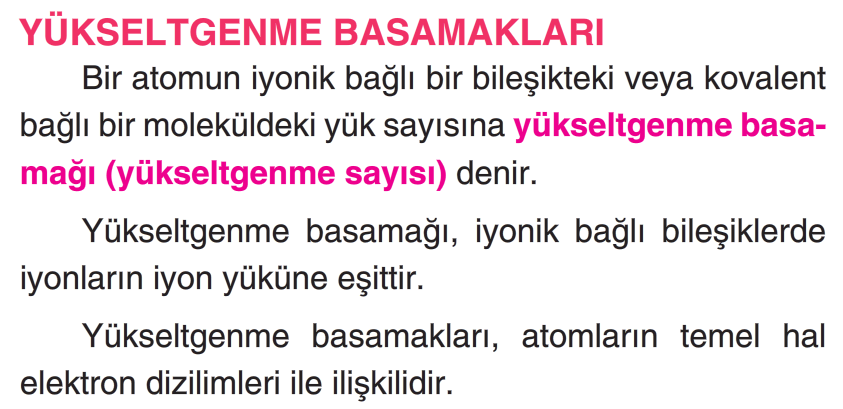 YÜKSELTGENME BASAMAKLARI
Bir atomun iyonik bağlı bir bileşikteki veya kovalent
bağlı bir moleküldeki yük sayısına yükseltgenme basa-
mağı (yükseltgenme sayısı) denir.
Yükseltgenme basamağı, iyonik bağlı bileşiklerde
iyonların iyon yüküne eşittir.
Yükseltgenme basamakları, atomların temel hal
elektron dizilimleri ile ilişkilidir.